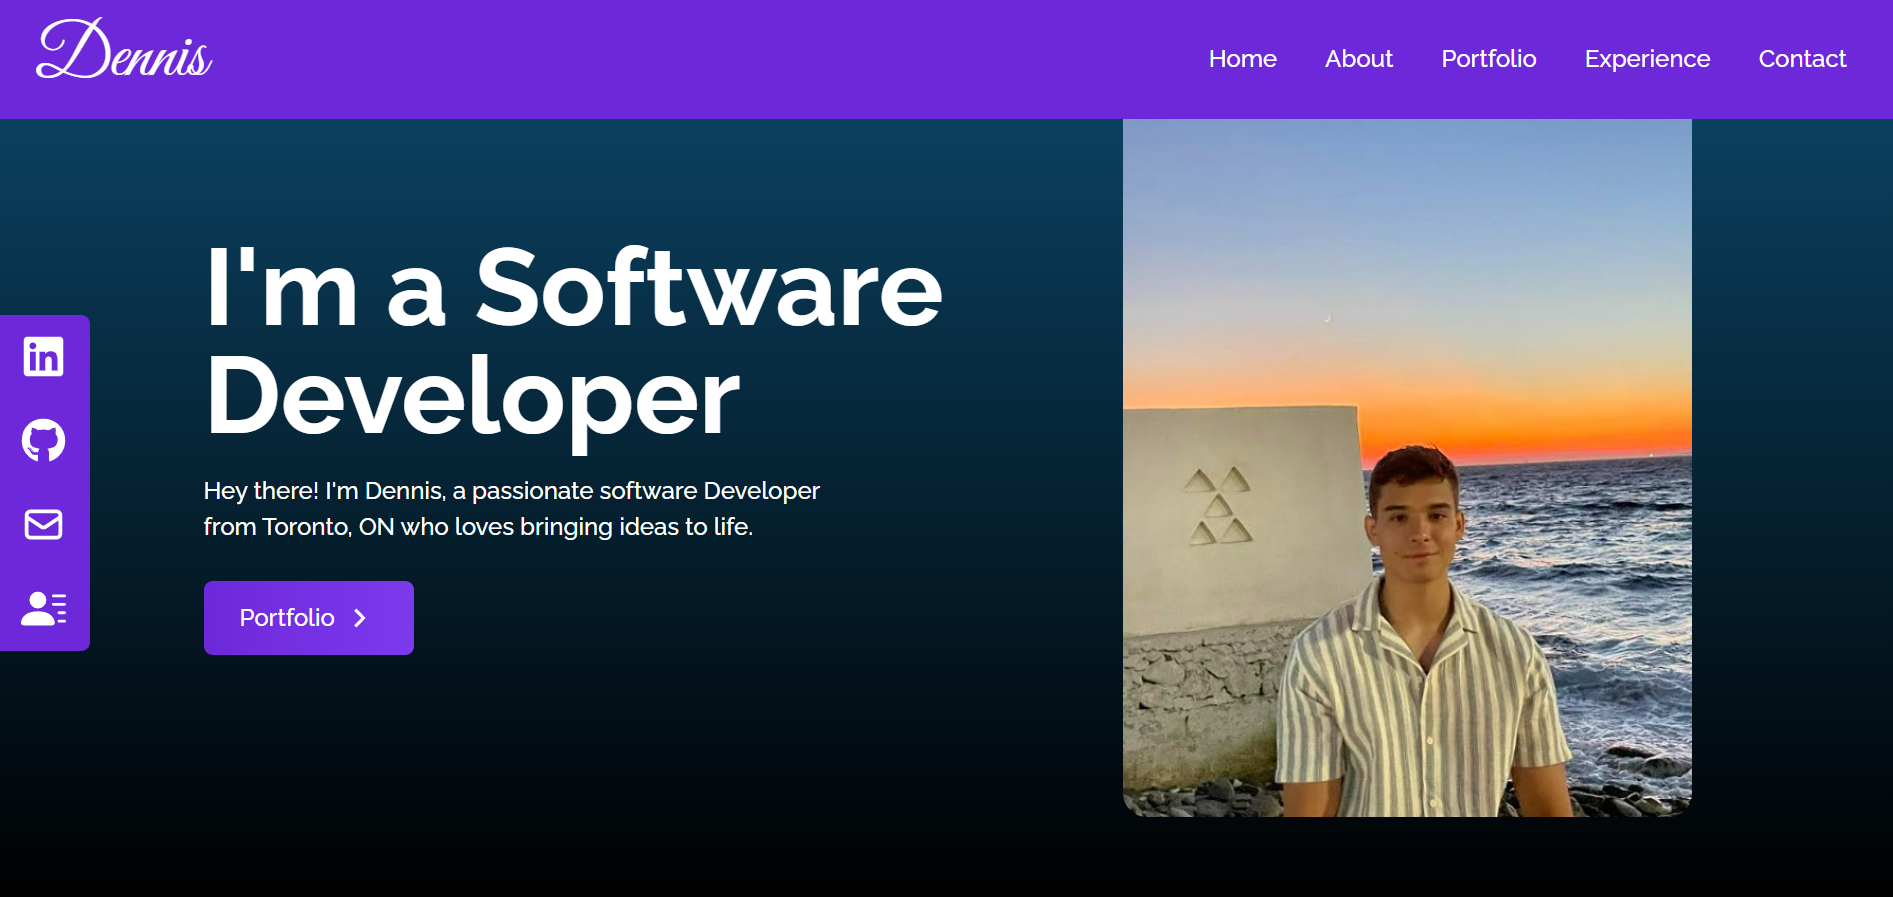 Dennis
Home About Portfolio Experience Contact
I'm a Software
Developer
Hey there! I'm Dennis, a passionate software Developer
from Toronto, ON who loves bringing ideas to life.
Portfolio
in